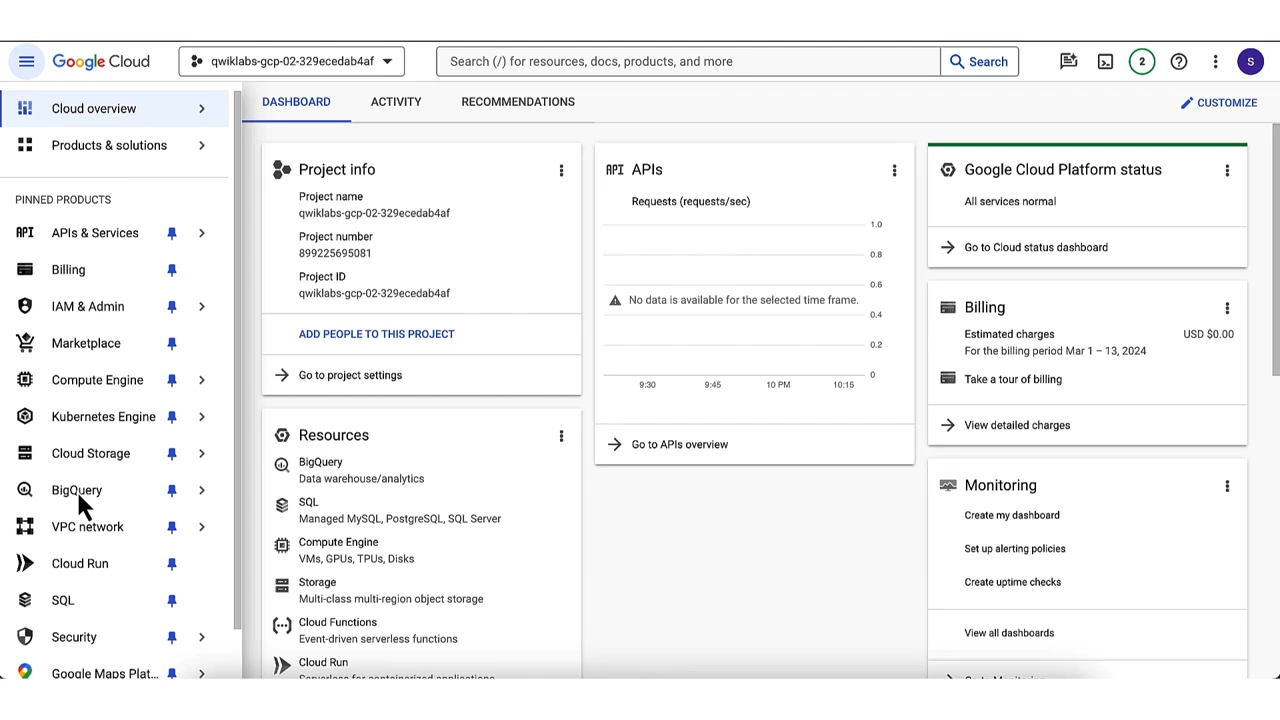 Google Cloud
qwiklabs-gcp-02-329ecedab4af
Search (/) for resources, docs, products, and more
Search
2
S
Cloud overview
Products & solutions
PINNED PRODUCTS
API APIs & Services
Billing
IAM & Admin
Marketplace
Compute Engine
Kubernetes Engine
Cloud Storage
BigQuery
VPC network
Cloud Run
SQL
Security
Google Maps Plat...
DASHBOARD
ACTIVITY
RECOMMENDATIONS
CUSTOMIZE
Project info
Project name
qwiklabs-gcp-02-329ecedab4af
Project number
899225695081
Project ID
qwiklabs-gcp-02-329ecedab4af
ADD PEOPLE TO THIS PROJECT
Go to project settings
Resources
BigQuery
Data warehouse/analytics
SQL
Managed MySQL, PostgreSQL, SQL Server
Compute Engine
VMs, GPUs, TPUs, Disks
Storage
Multi-class multi-region object storage
Cloud Functions
Event-driven serverless functions
Cloud Run
Serverless for containerized applications
API APIs
Requests (requests/sec)
1.0
0.8
0.6
No data is available for the selected time frame.
0.4
0.2
0
9:30 9:45 10 PM 10:15
Go to APIs overview
Google Cloud Platform status
All services normal
Go to Cloud status dashboard
Billing
Estimated charges USD $0.00
For the billing period Mar 1 – 13, 2024
Take a tour of billing
View detailed charges
Monitoring
Create my dashboard
Set up alerting policies
Create uptime checks
View all dashboards
Go to Monitoring